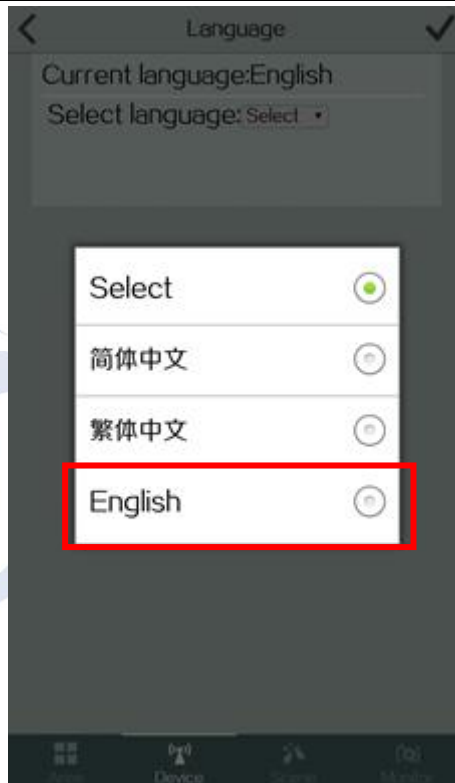 Language
Current language:English
Select language: Select
Select
简体中文
繁体中文
English
Device